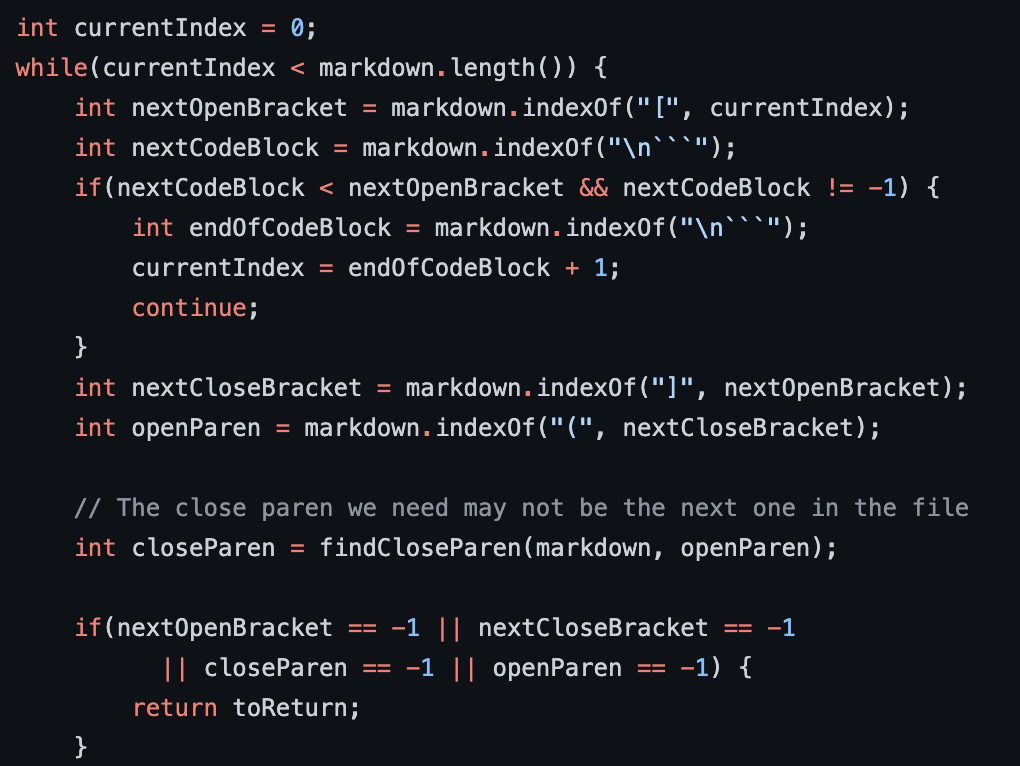 int currentIndex = 0;
while(currentIndex < markdown.length()) {
    int nextOpenBracket = markdown.indexOf("[", currentIndex);
    int nextCodeBlock = markdown.indexOf("\n```");
    if(nextCodeBlock < nextOpenBracket && nextCodeBlock != -1) {
        int endOfCodeBlock = markdown.indexOf("\n```");
        currentIndex = endOfCodeBlock + 1;
        continue;
    }
    int nextCloseBracket = markdown.indexOf("]", nextOpenBracket);
    int openParen = markdown.indexOf("(", nextCloseBracket);

    // The close paren we need may not be the next one in the file
    int closeParen = findCloseParen(markdown, openParen);

    if(nextOpenBracket == -1 || nextCloseBracket == -1
          || closeParen == -1 || openParen == -1) {
        return toReturn;
    }